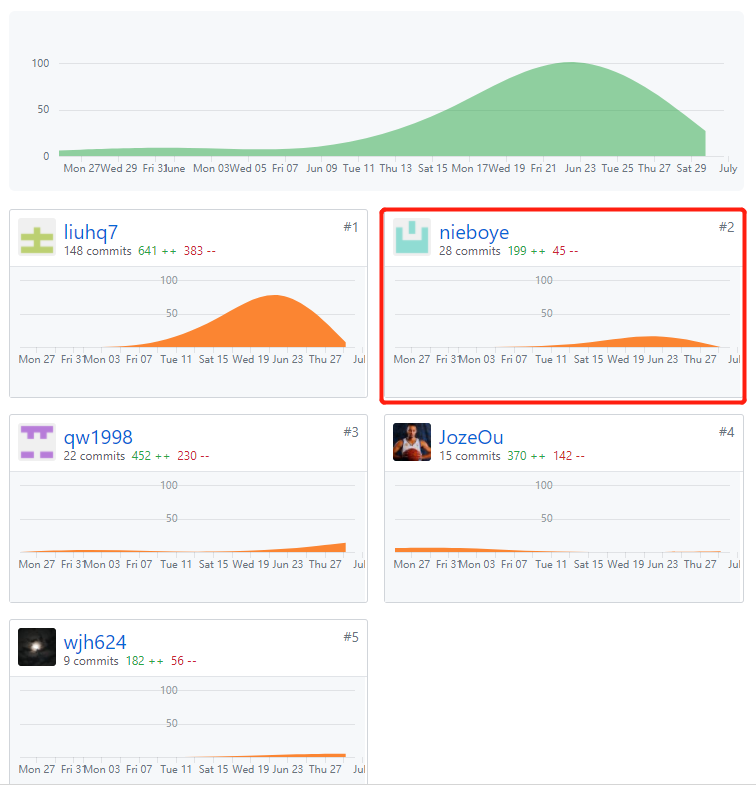 100
50
0
Mon 27 Wed 29 Fri 31 June Mon 03 Wed 05 Fri 07 Jun 09 Tue 11 Thu 13 Sat 15 Mon 17 Wed 19 Fri 21 Jun 23 Tue 25 Thu 27 Sat 29 July
liuhq7 #1
148 commits 641 ++ 383 --
100
50
Mon 27 Fri 31 Mon 03 Fri 07 Tue 11 Sat 15 Wed 19 Jun 23 Thu 27 Jul
nieboye #2
28 commits 199 ++ 45 --
100
50
Mon 27 Fri 31 Mon 03 Fri 07 Tue 11 Sat 15 Wed 19 Jun 23 Thu 27 Jul
qw1998 #3
22 commits 452 ++ 230 --
100
50
Mon 27 Fri 31 Mon 03 Fri 07 Tue 11 Sat 15 Wed 19 Jun 23 Thu 27 Jul
JozeOu #4
15 commits 370 ++ 142 --
100
50
Mon 27 Fri 31 Mon 03 Fri 07 Tue 11 Sat 15 Wed 19 Jun 23 Thu 27 Jul
wjh624 #5
9 commits 182 ++ 56 --
100
50
Mon 27 Fri 31 Mon 03 Fri 07 Tue 11 Sat 15 Wed 19 Jun 23 Thu 27 Jul